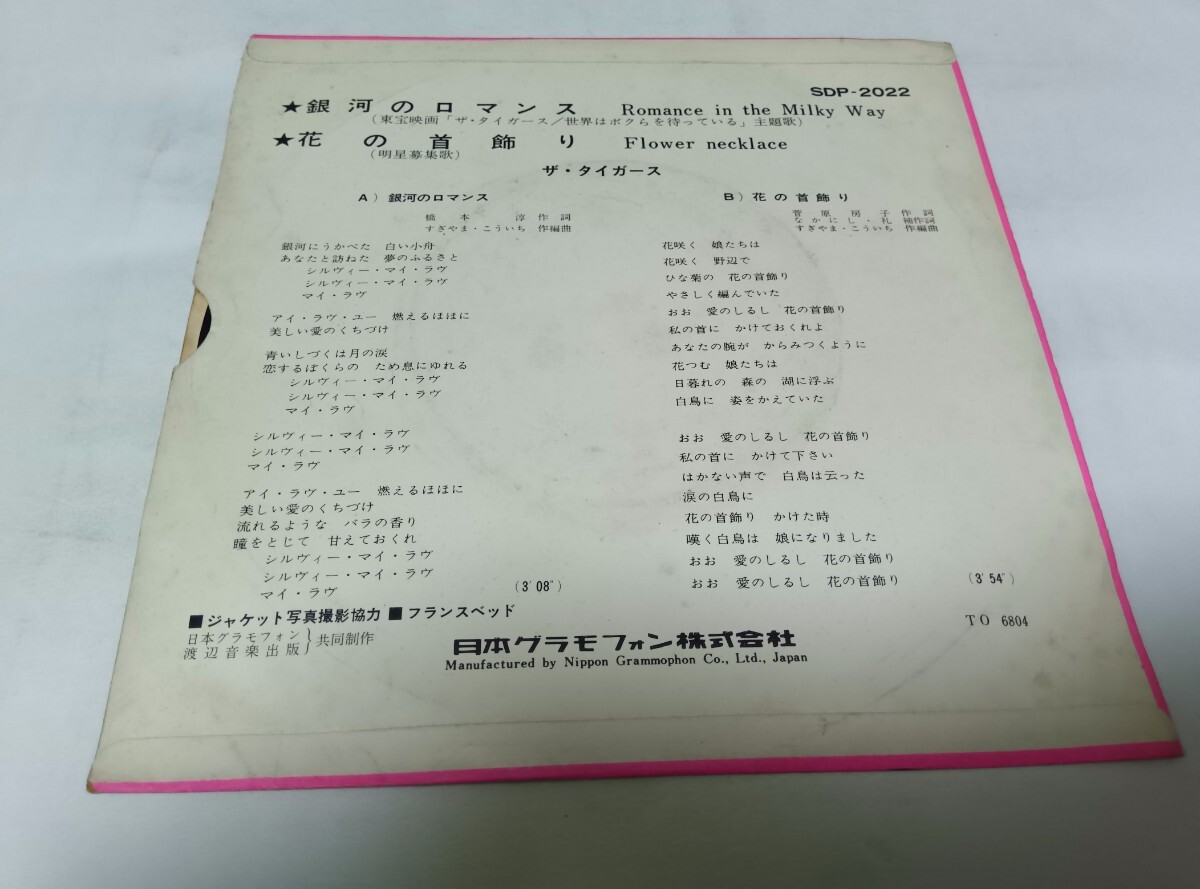 SDP-2022
★銀河のロマンス Romance in the Milky Way
(東宝映画「ザ・タイガース/世界はボクらを待っている」主題歌)
★花の首飾り Flower necklace
(明星募集歌)
ザ・タイガース
A) 銀河のロマンス
橋本淳 作詞
すぎやま・こういち 作編曲
銀河にうかべた 白い小舟
あなたと訪ねた 夢のふるさと
シルヴィー・マイ・ラヴ
シルヴィー・マイ・ラヴ
マイ・ラヴ
アイ・ラヴ・ユー 燃えるほほに
美しい愛のくちづけ
青いしづくは月の涙
恋するぼくらの ため息にゆれる
シルヴィー・マイ・ラヴ
シルヴィー・マイ・ラヴ
マイ・ラヴ
シルヴィー・マイ・ラヴ
シルヴィー・マイ・ラヴ
マイ・ラヴ
アイ・ラヴ・ユー 燃えるほほに
美しい愛のくちづけ
流れるような バラの香り
瞳をとじて 甘えておくれ
シルヴィー・マイ・ラヴ
シルヴィー・マイ・ラヴ
マイ・ラヴ
(3′08″)
B) 花の首飾り
菅原房子 作詞
なかにし・礼 補作詞
すぎやま・こういち 作編曲
花咲く 娘たちは
花咲く 野辺で
ひな菊の 花の首飾り
やさしく編んでいた
おお 愛のしるし 花の首飾り
私の首に かけておくれよ
あなたの腕が からみつくように
花つむ 娘たちは
日暮れの 森の 湖に浮ぶ
白鳥に 姿をかえていた
おお 愛のしるし 花の首飾り
私の首に かけて下さい
はかない声で 白鳥は云った
涙の白鳥に
花の首飾り かけた時
嘆く白鳥は 娘になりました
おお 愛のしるし 花の首飾り
おお 愛のしるし 花の首飾り
(3′54″)
■ジャケット写真撮影協力 ■フランスベッド
日本グラモフォン
渡辺音楽出版
}共同制作
日本グラモフォン株式会社
Manufactured by Nippon Grammophon Co., Ltd., Japan
TO 6804